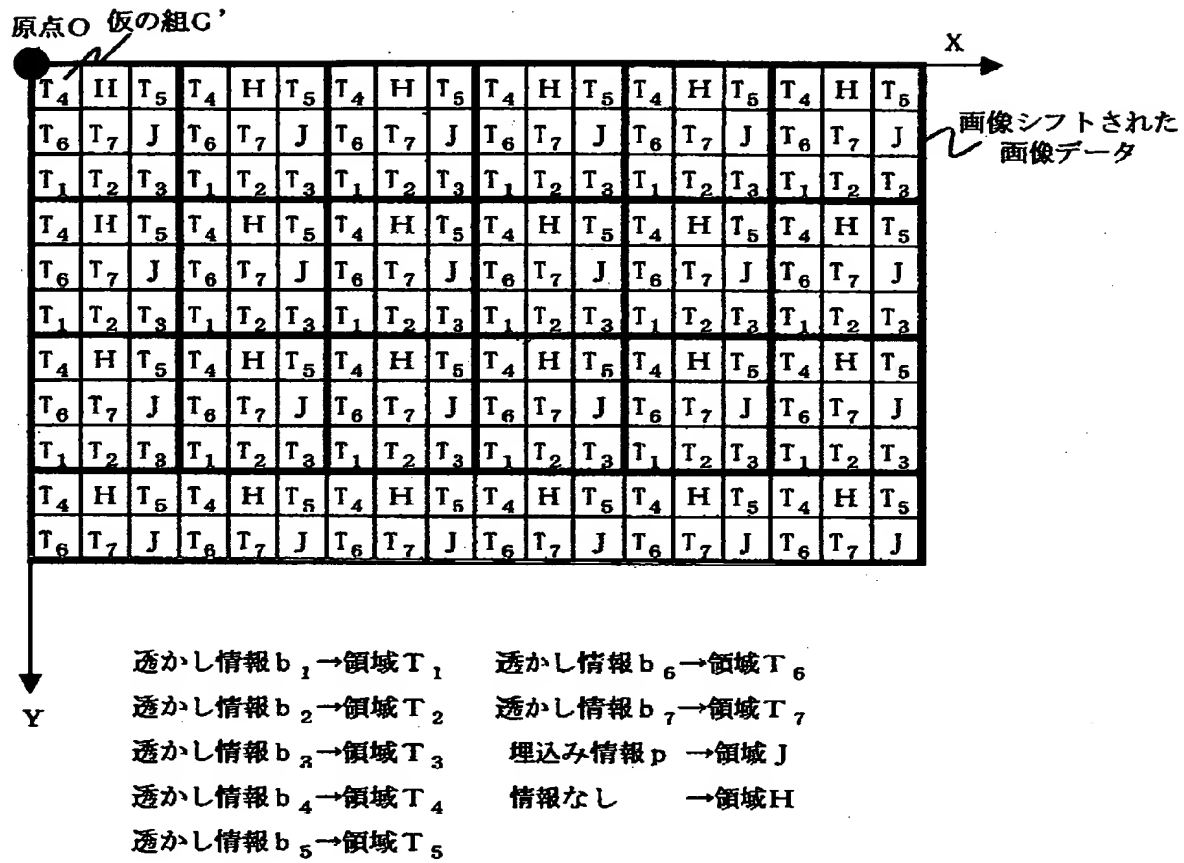 原点O 仮の組G’
X
T₄ H T₅ T₄ H T₅ T₄ H T₅ T₄ H T₅ T₄ H T₅ T₄ H T₅
T₆ T₇ J T₆ T₇ J T₆ T₇ J T₆ T₇ J T₆ T₇ J T₆ T₇ J
T₁ T₂ T₃ T₁ T₂ T₃ T₁ T₂ T₃ T₁ T₂ T₃ T₁ T₂ T₃ T₁ T₂ T₃
T₄ H T₅ T₄ H T₅ T₄ H T₅ T₄ H T₅ T₄ H T₅ T₄ H T₅
T₆ T₇ J T₆ T₇ J T₆ T₇ J T₆ T₇ J T₆ T₇ J T₆ T₇ J
T₁ T₂ T₃ T₁ T₂ T₃ T₁ T₂ T₃ T₁ T₂ T₃ T₁ T₂ T₃ T₁ T₂ T₃
T₄ H T₅ T₄ H T₅ T₄ H T₅ T₄ H T₅ T₄ H T₅ T₄ H T₅
T₆ T₇ J T₆ T₇ J T₆ T₇ J T₆ T₇ J T₆ T₇ J T₆ T₇ J
T₁ T₂ T₃ T₁ T₂ T₃ T₁ T₂ T₃ T₁ T₂ T₃ T₁ T₂ T₃ T₁ T₂ T₃
T₄ H T₅ T₄ H T₅ T₄ H T₅ T₄ H T₅ T₄ H T₅ T₄ H T₅
T₆ T₇ J T₆ T₇ J T₆ T₇ J T₆ T₇ J T₆ T₇ J T₆ T₇ J
画像シフトされた
画像データ
Y
透かし情報b₁→領域T₁
透かし情報b₂→領域T₂
透かし情報b₃→領域T₃
透かし情報b₄→領域T₄
透かし情報b₅→領域T₅
透かし情報b₆→領域T₆
透かし情報b₇→領域T₇
埋込み情報p →領域J
情報なし →領域H